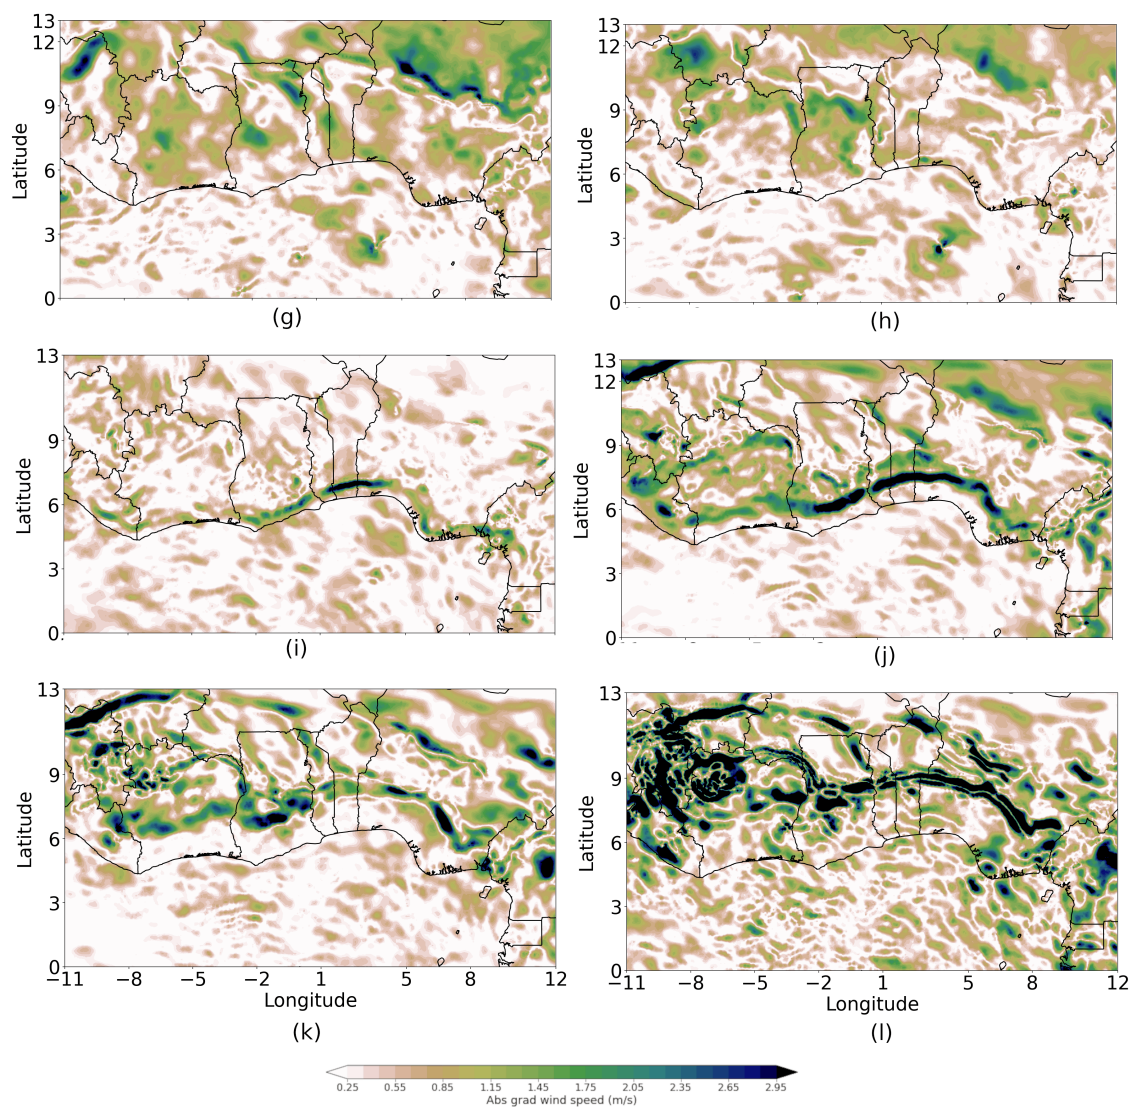 13
12
9
6
3
0
Latitude
(g)
13
12
9
6
3
0
Latitude
(h)
13
9
6
3
0
Latitude
(i)
13
12
9
6
3
0
Latitude
(j)
13
9
6
3
0
Latitude
−11 −8 −5 −2 1 5 8 12
Longitude
(k)
13
9
6
3
0
Latitude
−11 −8 −5 −2 1 5 8 12
Longitude
(l)
0.25 0.55 0.85 1.15 1.45 1.75 2.05 2.35 2.65 2.95
Abs grad wind speed (m/s)